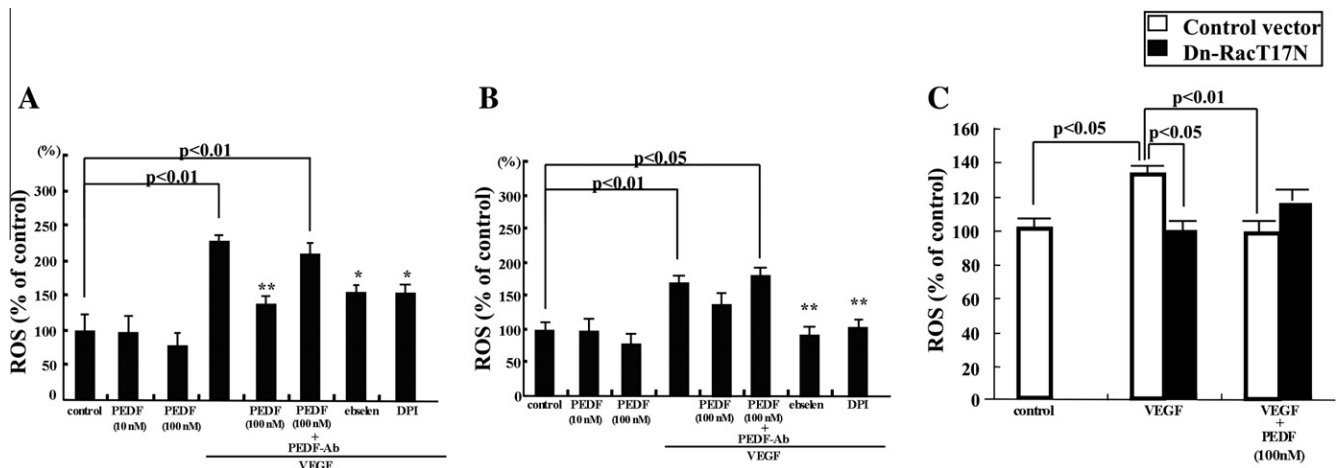 Control vector
Dn-RacT17N
A
(%)
ROS (% of control)
300
250
200
150
100
50
0
p<0.01
p<0.01
**
*
*
control
PEDF
(10 nM)
PEDF
(100 nM)
PEDF
(100 nM)
PEDF
(100 nM)
+
PEDF-Ab
ebselen
DPI
VEGF
B
(%)
ROS (% of control)
300
250
200
150
100
50
0
p<0.05
p<0.01
**
**
control
PEDF
(10 nM)
PEDF
(100 nM)
PEDF
(100 nM)
PEDF
(100 nM)
+
PEDF-Ab
ebselen
DPI
VEGF
C
ROS (% of control)
160
140
120
100
80
60
40
20
0
p<0.05
p<0.01
p<0.05
control
VEGF
VEGF
+
PEDF
(100nM)